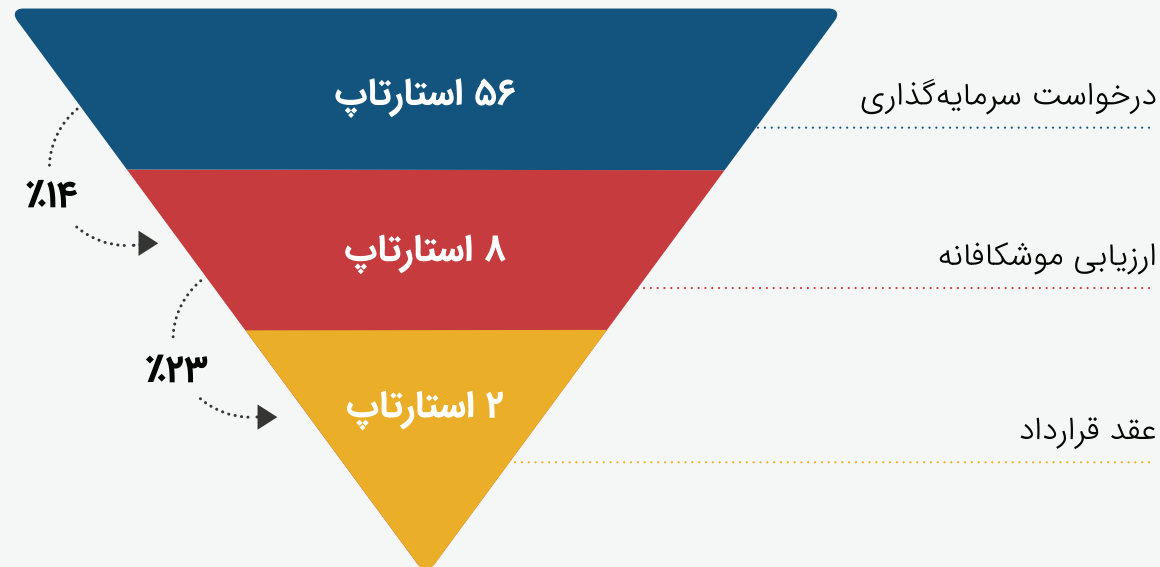 درخواست سرمایه‌گذاری
۵۶ استارتاپ
٪۱۴
ارزیابی موشکافانه
۸ استارتاپ
٪۲۳
عقد قرارداد
۲ استارتاپ